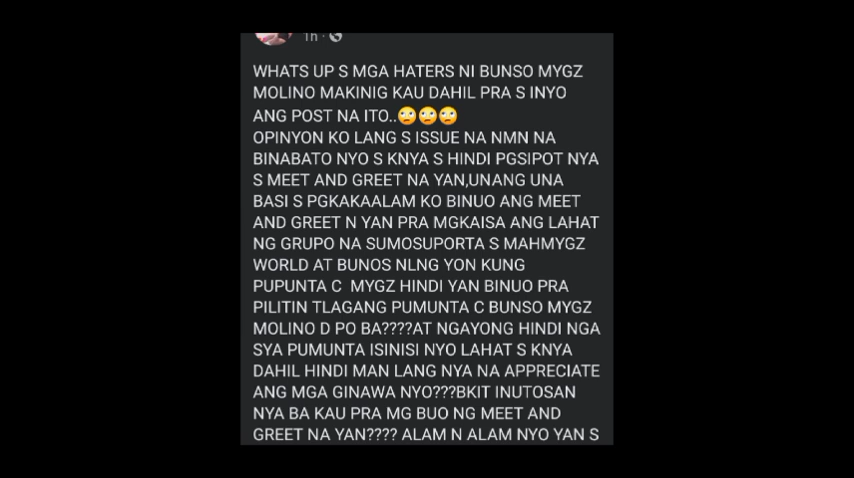 1h ·
WHATS UP S MGA HATERS NI BUNSO MYGZ
MOLINO MAKINIG KAU DAHIL PRA S INYO
ANG POST NA ITO..🙄🙄🙄
OPINYON KO LANG S ISSUE NA NMN NA
BINABATO NYO S KNYA S HINDI PGSIPOT NYA
S MEET AND GREET NA YAN,UNANG UNA
BASI S PGKAKAALAM KO BINUO ANG MEET
AND GREET N YAN PRA MGKAISA ANG LAHAT
NG GRUPO NA SUMOSUPORTA S MAHMYGZ
WORLD AT BUNOS NLNG YON KUNG
PUPUNTA C  MYGZ HINDI YAN BINUO PRA
PILITIN TLAGANG PUMUNTA C BUNSO MYGZ
MOLINO D PO BA????AT NGAYONG HINDI NGA
SYA PUMUNTA ISINISI NYO LAHAT S KNYA
DAHIL HINDI MAN LANG NYA NA APPRECIATE
ANG MGA GINAWA NYO???BKIT INUTOSAN
NYA BA KAU PRA MG BUO NG MEET AND
GREET NA YAN???? ALAM N ALAM NYO YAN S